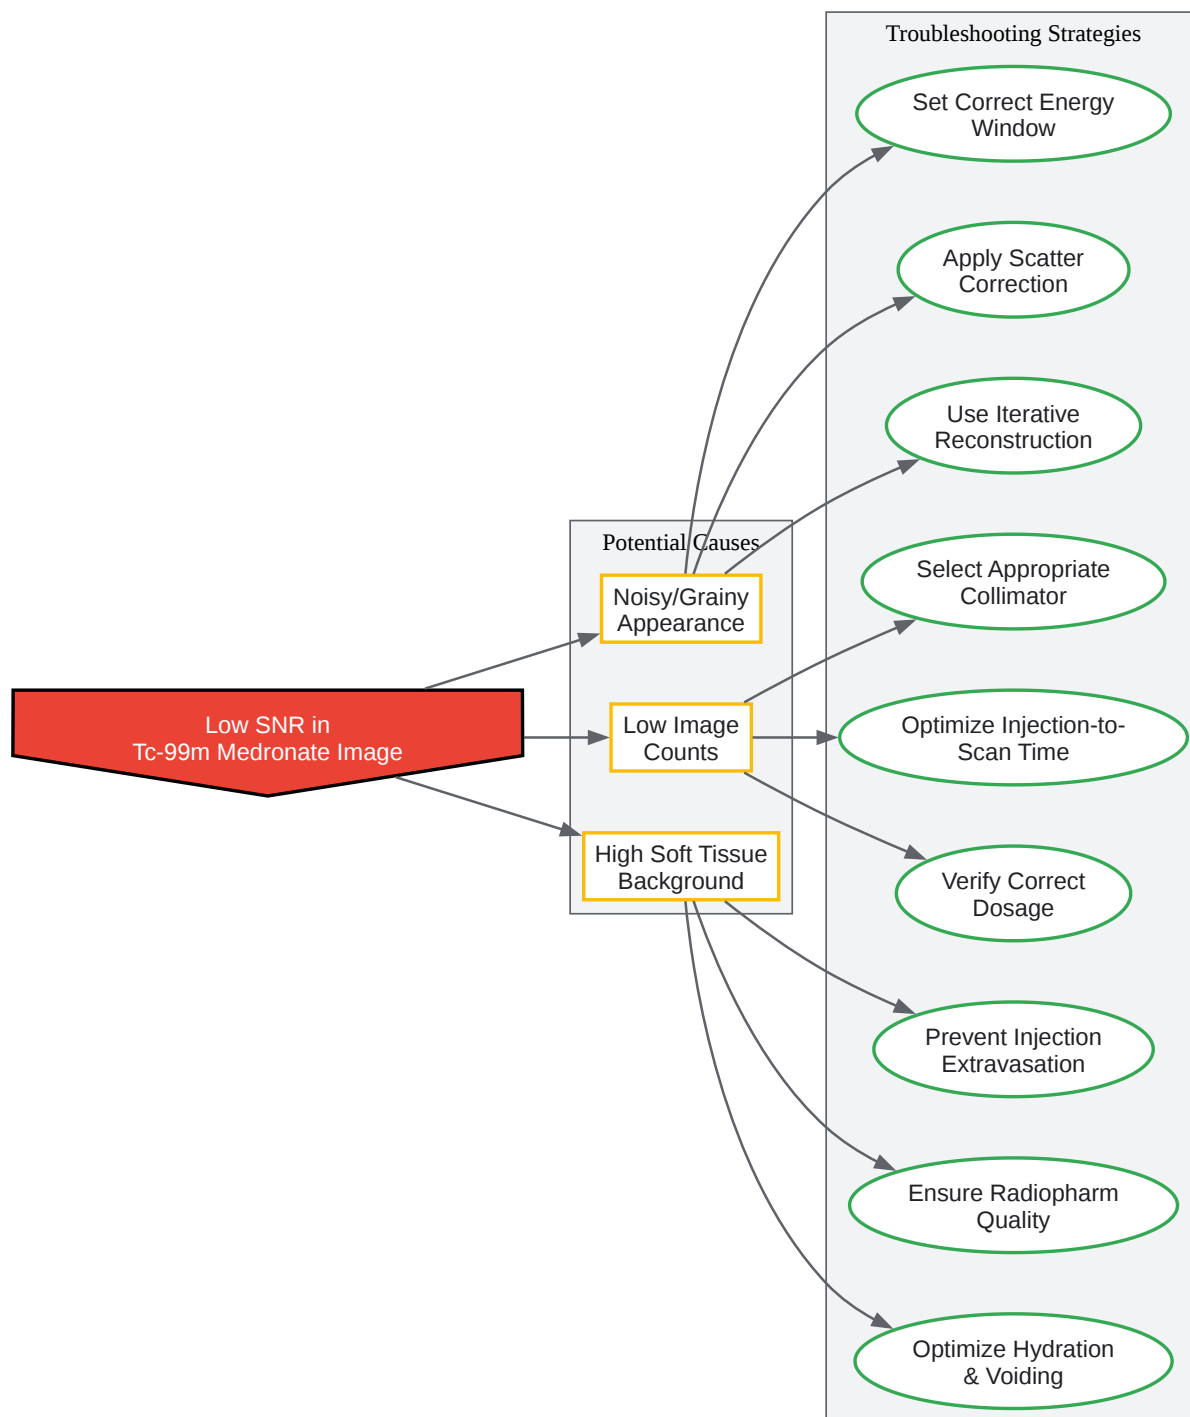 Troubleshooting Strategies
Set Correct Energy
Window
Apply Scatter
Correction
Use Iterative
Reconstruction
Potential Causes
Select Appropriate
Collimator
Noisy/Grainy
Appearance
Low SNR in
Tc-99m Medronate Image
Low Image
Counts
Optimize Injection-to-
Scan Time
High Soft Tissue
Background
Verify Correct
Dosage
Prevent Injection
Extravasation
Ensure Radiopharm
Quality
Optimize Hydration
& Voiding